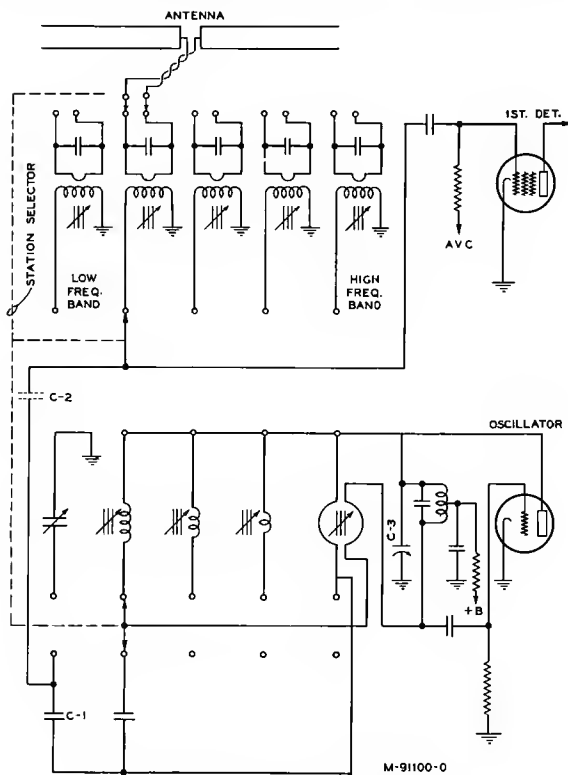 ANTENNA
1ST. DET.
STATION SELECTOR
AVC
LOW
FREQ.
BAND
HIGH
FREQ.
BAND
C-2
OSCILLATOR
C-3
+B
C-1
M-91100-0